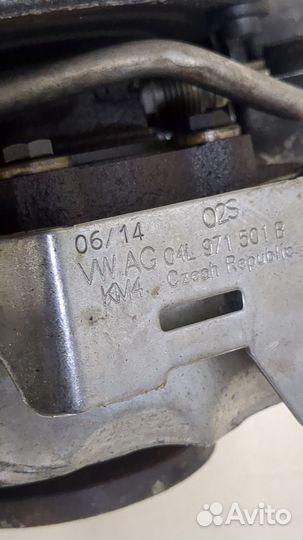 06/14 02S
VW AG 04L 971 501 B
KM4. Czech Republic
Avito